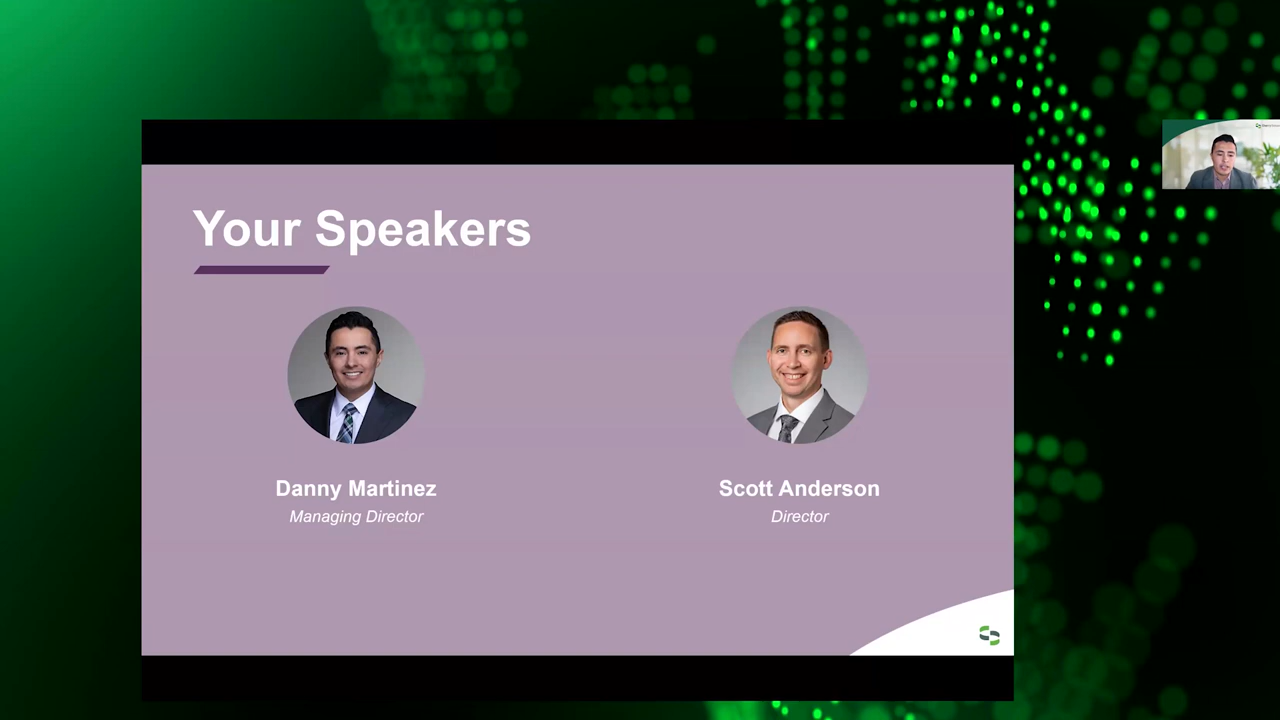 Your Speakers
Danny Martinez
Managing Director
Scott Anderson
Director